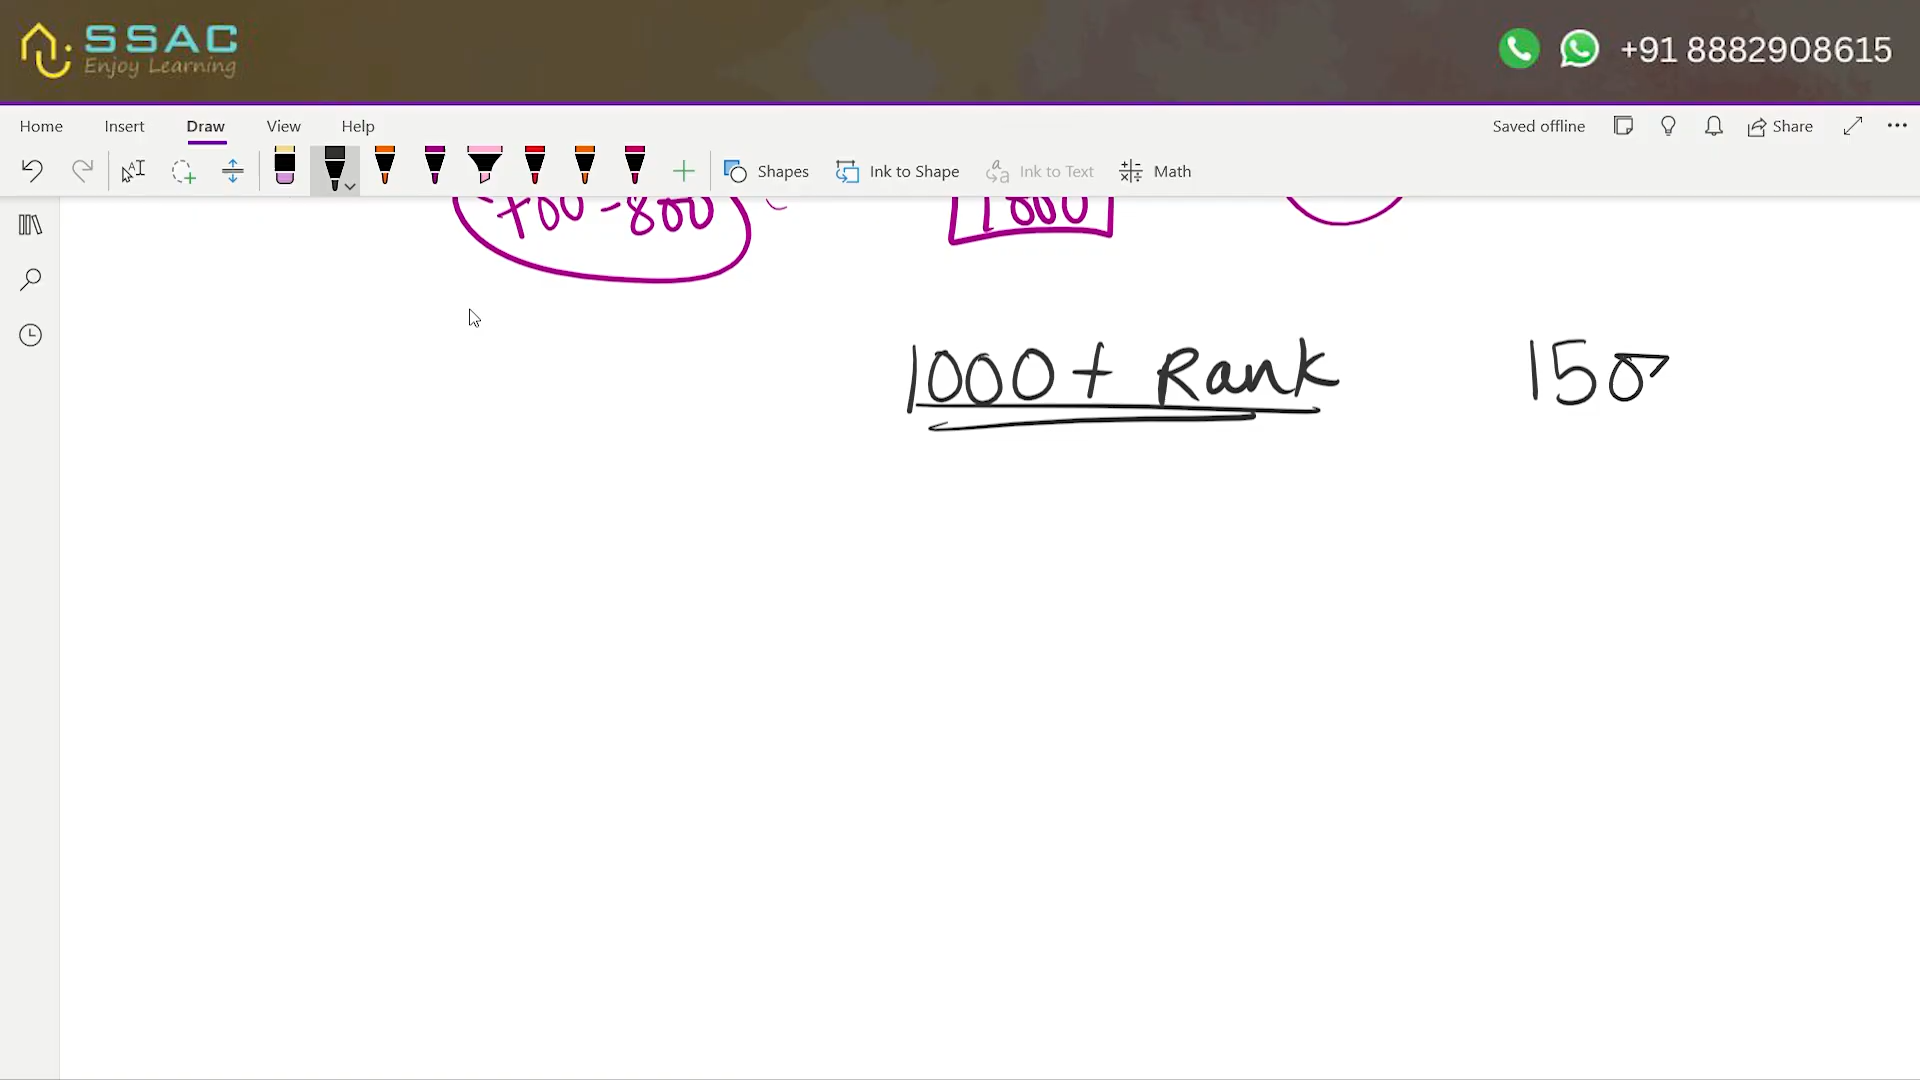 SSAC
Enjoy Learning
+91 8882908615
Home Insert Draw View Help
Saved offline Share
Shapes Ink to Shape Ink to Text Math
700-800
1000 + Rank 150